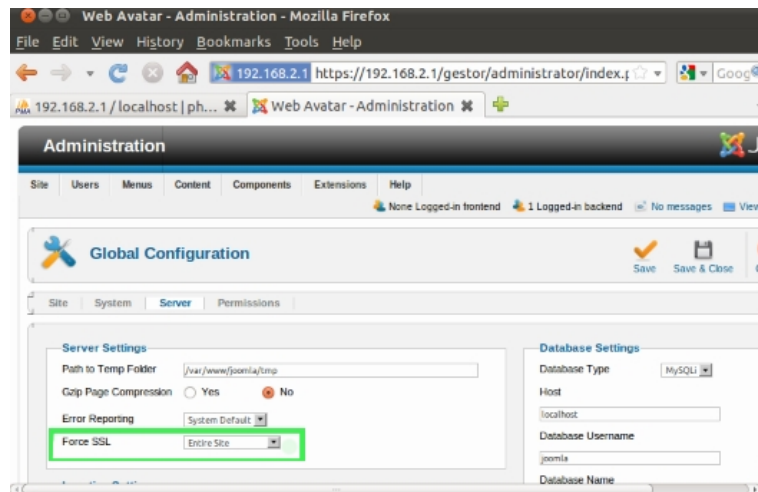 Web Avatar - Administration - Mozilla Firefox
File Edit View History Bookmarks Tools Help
192.168.2.1 https://192.168.2.1/gestor/administrator/index.
192.168.2.1 / localhost | ph... Web Avatar - Administration
Administration
Site Users Menus Content Components Extensions Help
None Logged-in frontend 1 Logged-in backend No messages View
Global Configuration
Save Save & Close
Site System Server Permissions
Server Settings
Path to Temp Folder /var/www/joomla/tmp
Gzip Page Compression Yes No
Error Reporting System Default
Force SSL Entire Site
Database Settings
Database Type MySQLi
Host
localhost
Database Username
joomla
Database Name